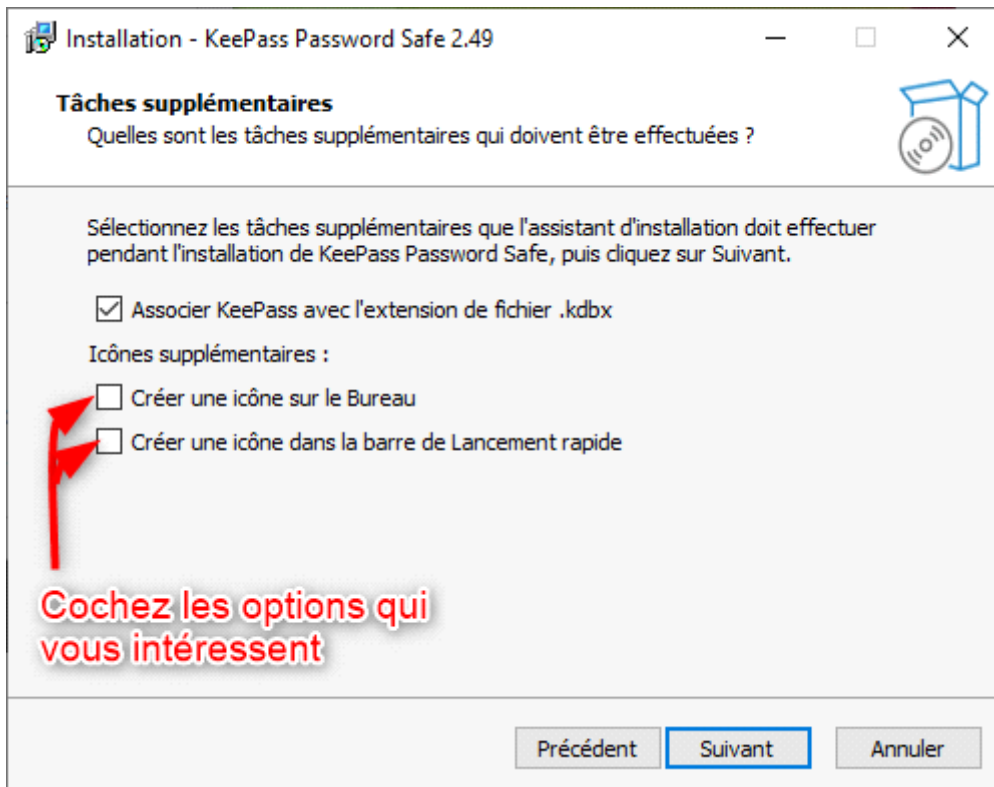 Installation - KeePass Password Safe 2.49
Tâches supplémentaires
Quelles sont les tâches supplémentaires qui doivent être effectuées ?
Sélectionnez les tâches supplémentaires que l'assistant d'installation doit effectuer
pendant l'installation de KeePass Password Safe, puis cliquez sur Suivant.
Associer KeePass avec l'extension de fichier .kdbx
Icônes supplémentaires :
Créer une icône sur le Bureau
Créer une icône dans la barre de Lancement rapide
Cochez les options qui
vous intéressent
Précédent
Suivant
Annuler